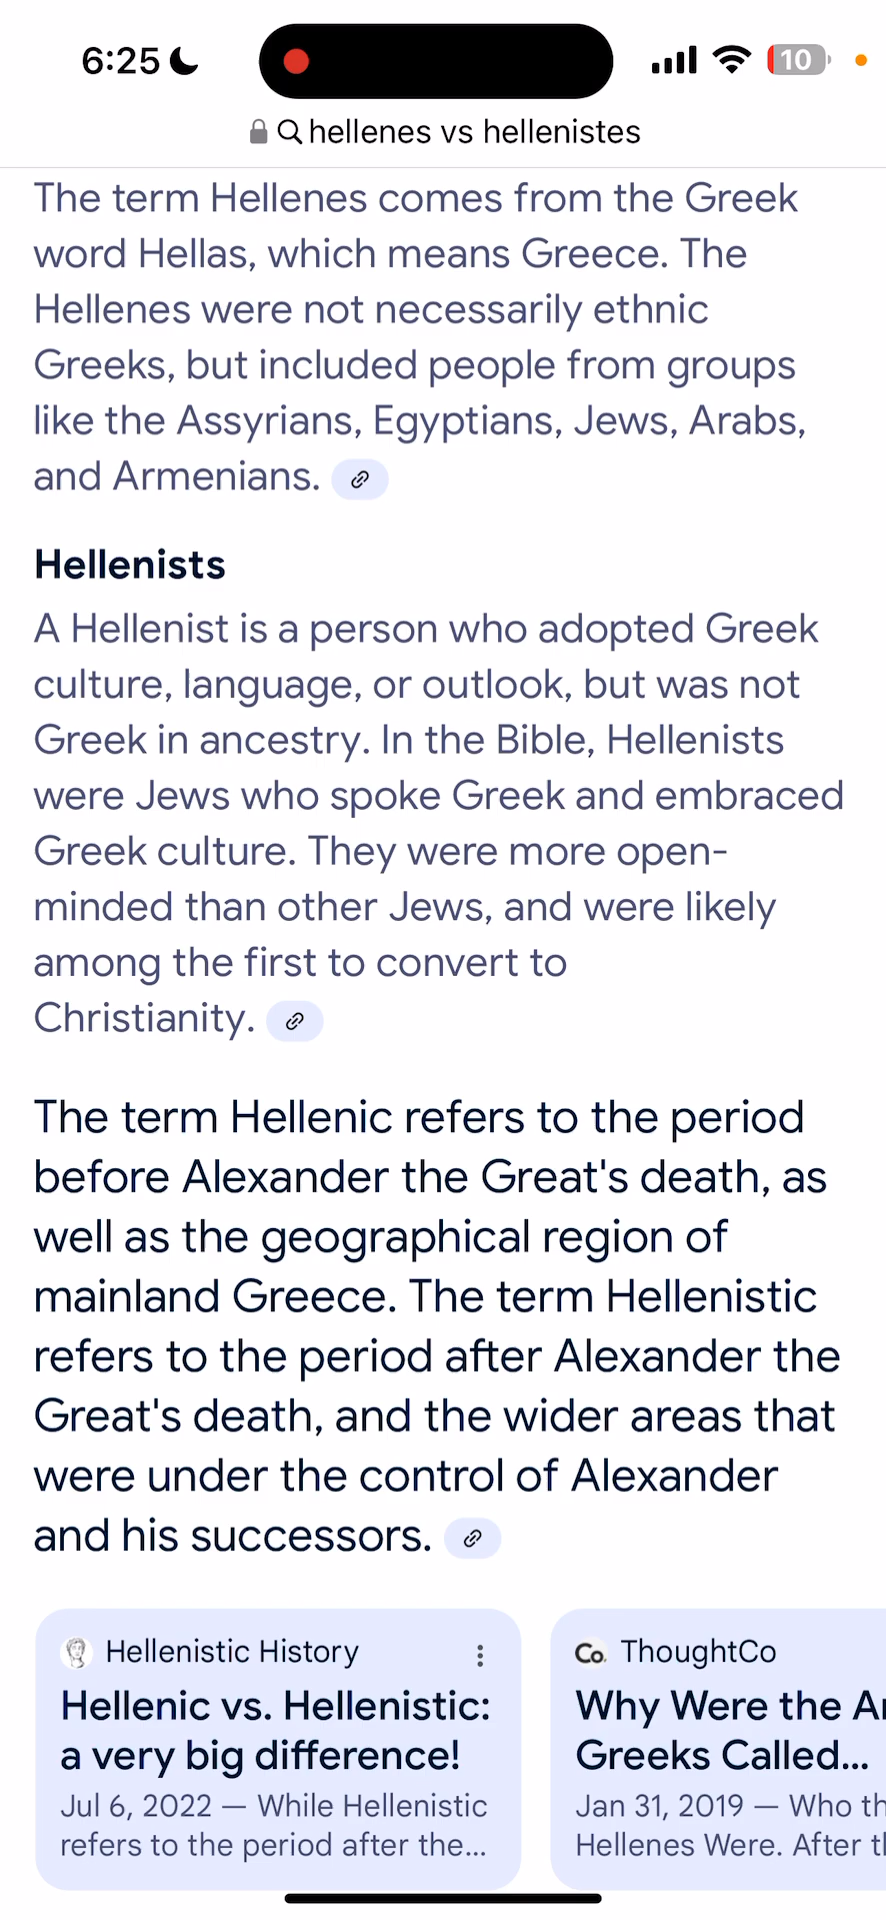 6:25
10
hellenes vs hellenistes
The term Hellenes comes from the Greek
word Hellas, which means Greece. The
Hellenes were not necessarily ethnic
Greeks, but included people from groups
like the Assyrians, Egyptians, Jews, Arabs,
and Armenians.
Hellenists
A Hellenist is a person who adopted Greek
culture, language, or outlook, but was not
Greek in ancestry. In the Bible, Hellenists
were Jews who spoke Greek and embraced
Greek culture. They were more open-
minded than other Jews, and were likely
among the first to convert to
Christianity.
The term Hellenic refers to the period
before Alexander the Great's death, as
well as the geographical region of
mainland Greece. The term Hellenistic
refers to the period after Alexander the
Great's death, and the wider areas that
were under the control of Alexander
and his successors.
Hellenistic History
Hellenic vs. Hellenistic:
a very big difference!
Jul 6, 2022 — While Hellenistic
refers to the period after the...
Co. ThoughtCo
Why Were the
Greeks Called...
Jan 31, 2019 — Who
Hellenes Were. After